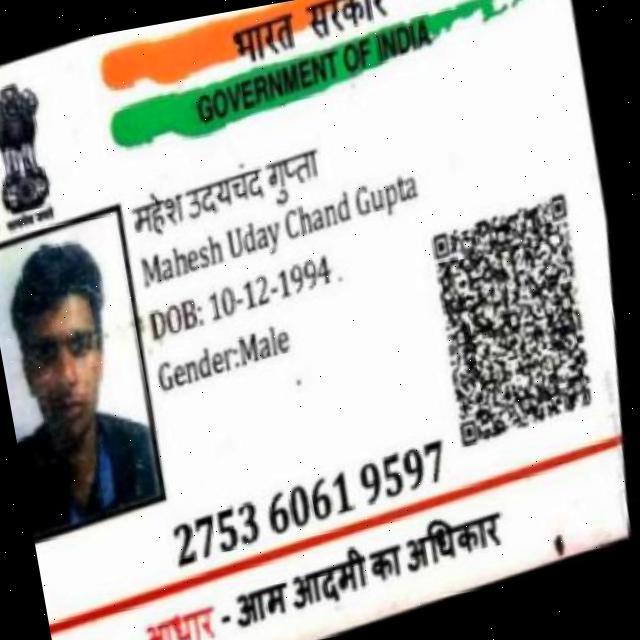 भारत सरकार
GOVERNMENT OF INDIA
महेश उदयचंद गुप्ता
Mahesh Uday Chand Gupta
DOB: 10-12-1994
Gender:Male
2753 6061 9597
आधार - आम आदमी का अधिकार